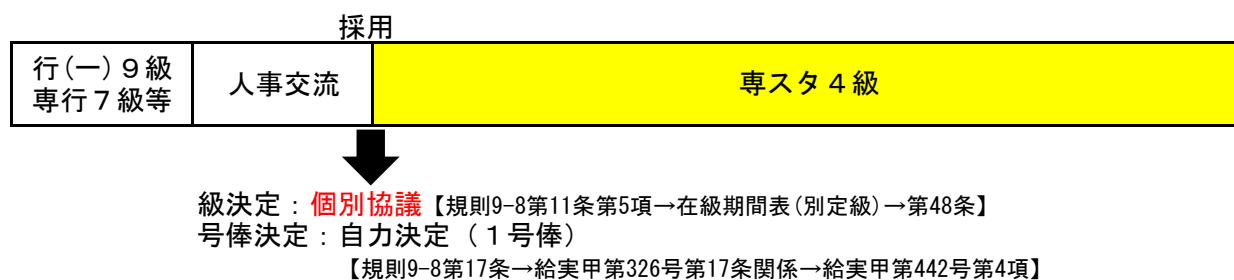 採用
行(一)９級
専行７級等
人事交流
専スタ４級
級決定：個別協議【規則9-8第11条第5項→在級期間表(別定級)→第48条】
号俸決定：自力決定（１号俸）
【規則9-8第17条→給実甲第326号第17条関係→給実甲第442号第4項】